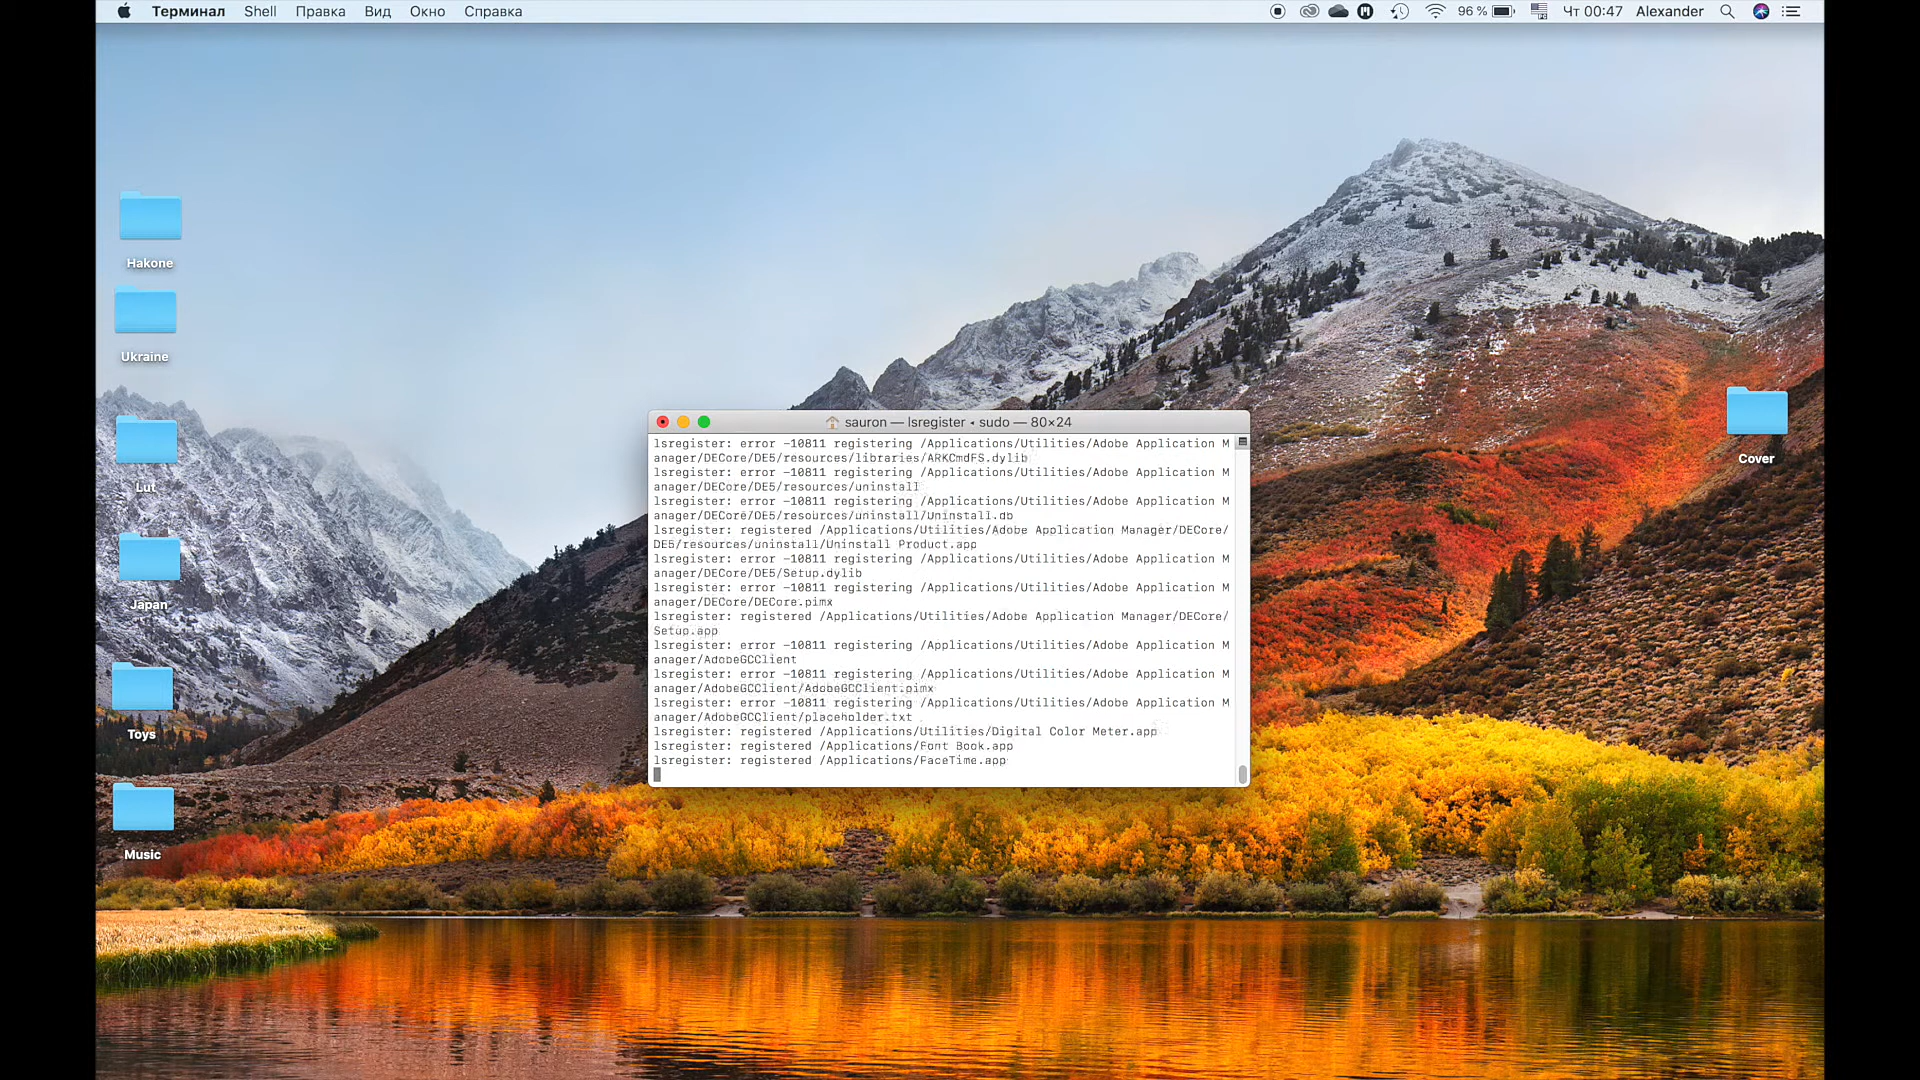 Терминал Shell Правка Вид Окно Справка 96 % Чт 00:47 Alexander
Hakone
Ukraine
Lut
Japan
Toys
Music
Cover
sauron — lsregister ◂ sudo — 80×24
lsregister: error -10811 registering /Applications/Utilities/Adobe Application M
anager/DECore/DE5/resources/libraries/ARKCmdFS.dylib
lsregister: error -10811 registering /Applications/Utilities/Adobe Application M
anager/DECore/DE5/resources/uninstall
lsregister: error -10811 registering /Applications/Utilities/Adobe Application M
anager/DECore/DE5/resources/uninstall/Uninstall.db
lsregister: registered /Applications/Utilities/Adobe Application Manager/DECore/
DE5/resources/uninstall/Uninstall Product.app
lsregister: error -10811 registering /Applications/Utilities/Adobe Application M
anager/DECore/DE5/Setup.dylib
lsregister: error -10811 registering /Applications/Utilities/Adobe Application M
anager/DECore/DECore.pimx
lsregister: registered /Applications/Utilities/Adobe Application Manager/DECore/
Setup.app
lsregister: error -10811 registering /Applications/Utilities/Adobe Application M
anager/AdobeGCClient
lsregister: error -10811 registering /Applications/Utilities/Adobe Application M
anager/AdobeGCClient/AdobeGCClient.pimx
lsregister: error -10811 registering /Applications/Utilities/Adobe Application M
anager/AdobeGCClient/placeholder.txt
lsregister: registered /Applications/Utilities/Digital Color Meter.app
lsregister: registered /Applications/Font Book.app
lsregister: registered /Applications/FaceTime.app